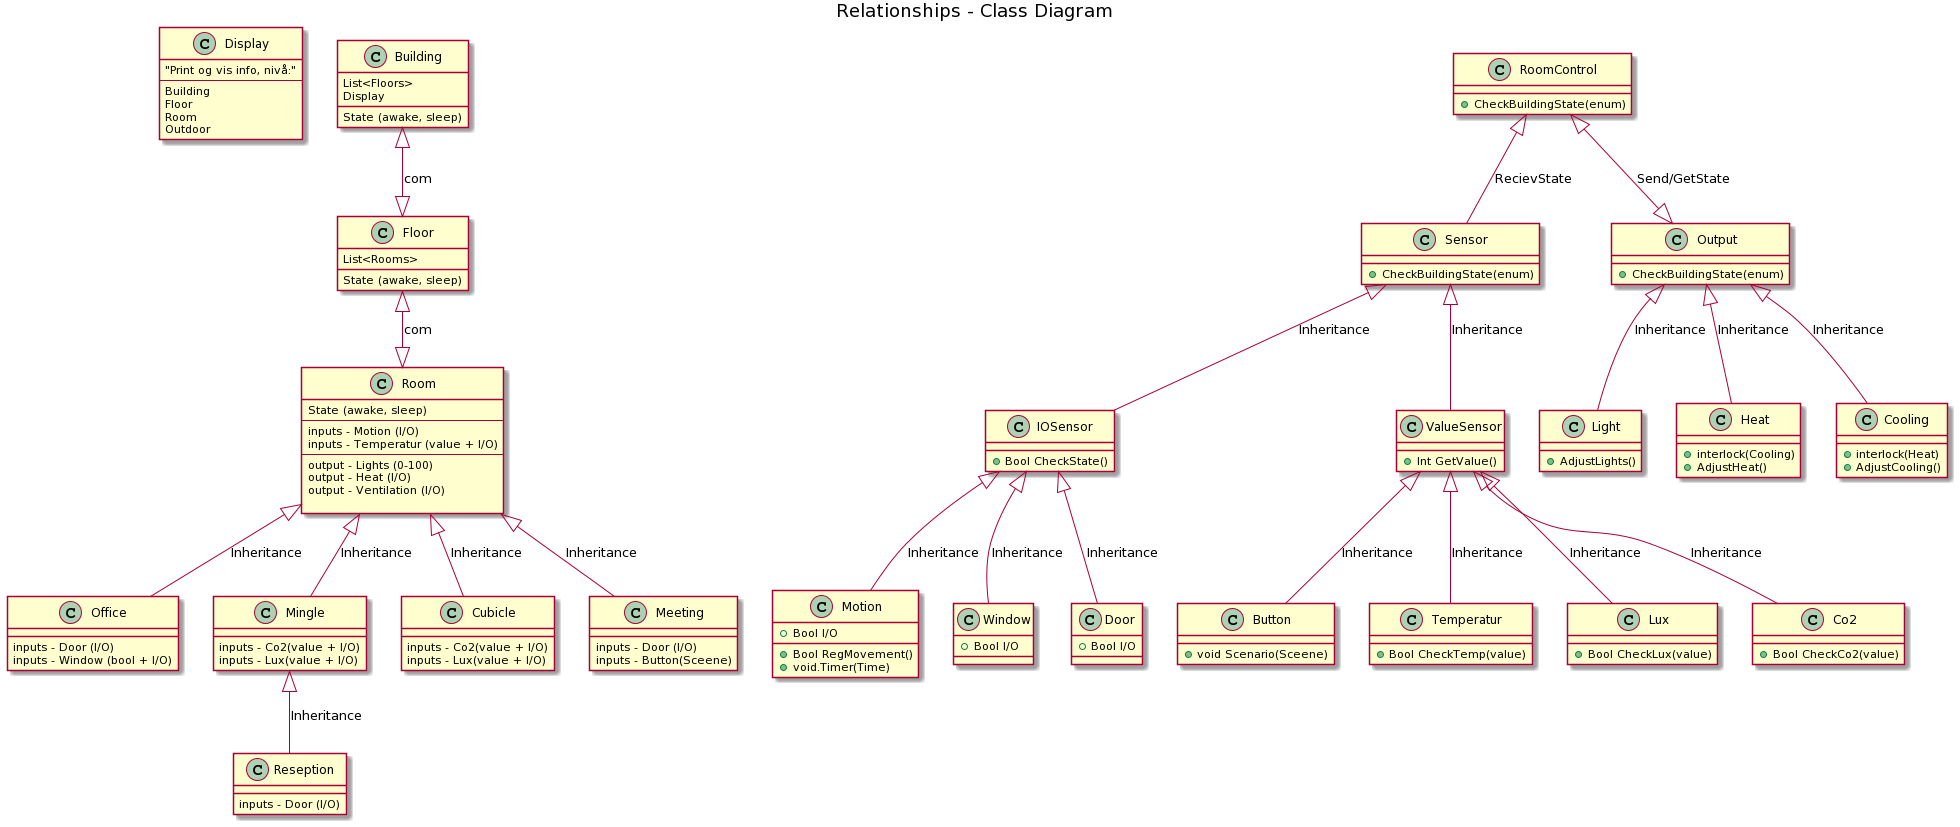 Relationships - Class Diagram
C Display
"Print og vis info, nivå:"
Building
Floor
Room
Outdoor
C Building
List<Floors>
Display
State (awake, sleep)
C RoomControl
CheckBuildingState(enum)
com
RecievState
Send/GetState
C Floor
List<Rooms>
State (awake, sleep)
C Sensor
CheckBuildingState(enum)
C Output
CheckBuildingState(enum)
com
Inheritance
Inheritance
Inheritance
Inheritance
Inheritance
C Room
State (awake, sleep)
inputs - Motion (I/O)
inputs - Temperatur (value + I/O)
output - Lights (0-100)
output - Heat (I/O)
output - Ventilation (I/O)
C IOSensor
Bool CheckState()
C ValueSensor
Int GetValue()
C Light
AdjustLights()
C Heat
interlock(Cooling)
AdjustHeat()
C Cooling
interlock(Heat)
AdjustCooling()
Inheritance
Inheritance
Inheritance
Inheritance
Inheritance
Inheritance
Inheritance
Inheritance
Inheritance
Inheritance
Inheritance
C Office
inputs - Door (I/O)
inputs - Window (bool + I/O)
C Mingle
inputs - Co2(value + I/O)
inputs - Lux(value + I/O)
C Cubicle
inputs - Co2(value + I/O)
inputs - Lux(value + I/O)
C Meeting
inputs - Door (I/O)
inputs - Button(Sceene)
C Motion
Bool I/O
Bool RegMovement()
void.Timer(Time)
C Window
Bool I/O
C Door
Bool I/O
C Button
void Scenario(Sceene)
C Temperatur
Bool CheckTemp(value)
C Lux
Bool CheckLux(value)
C Co2
Bool CheckCo2(value)
Inheritance
C Reseption
inputs - Door (I/O)